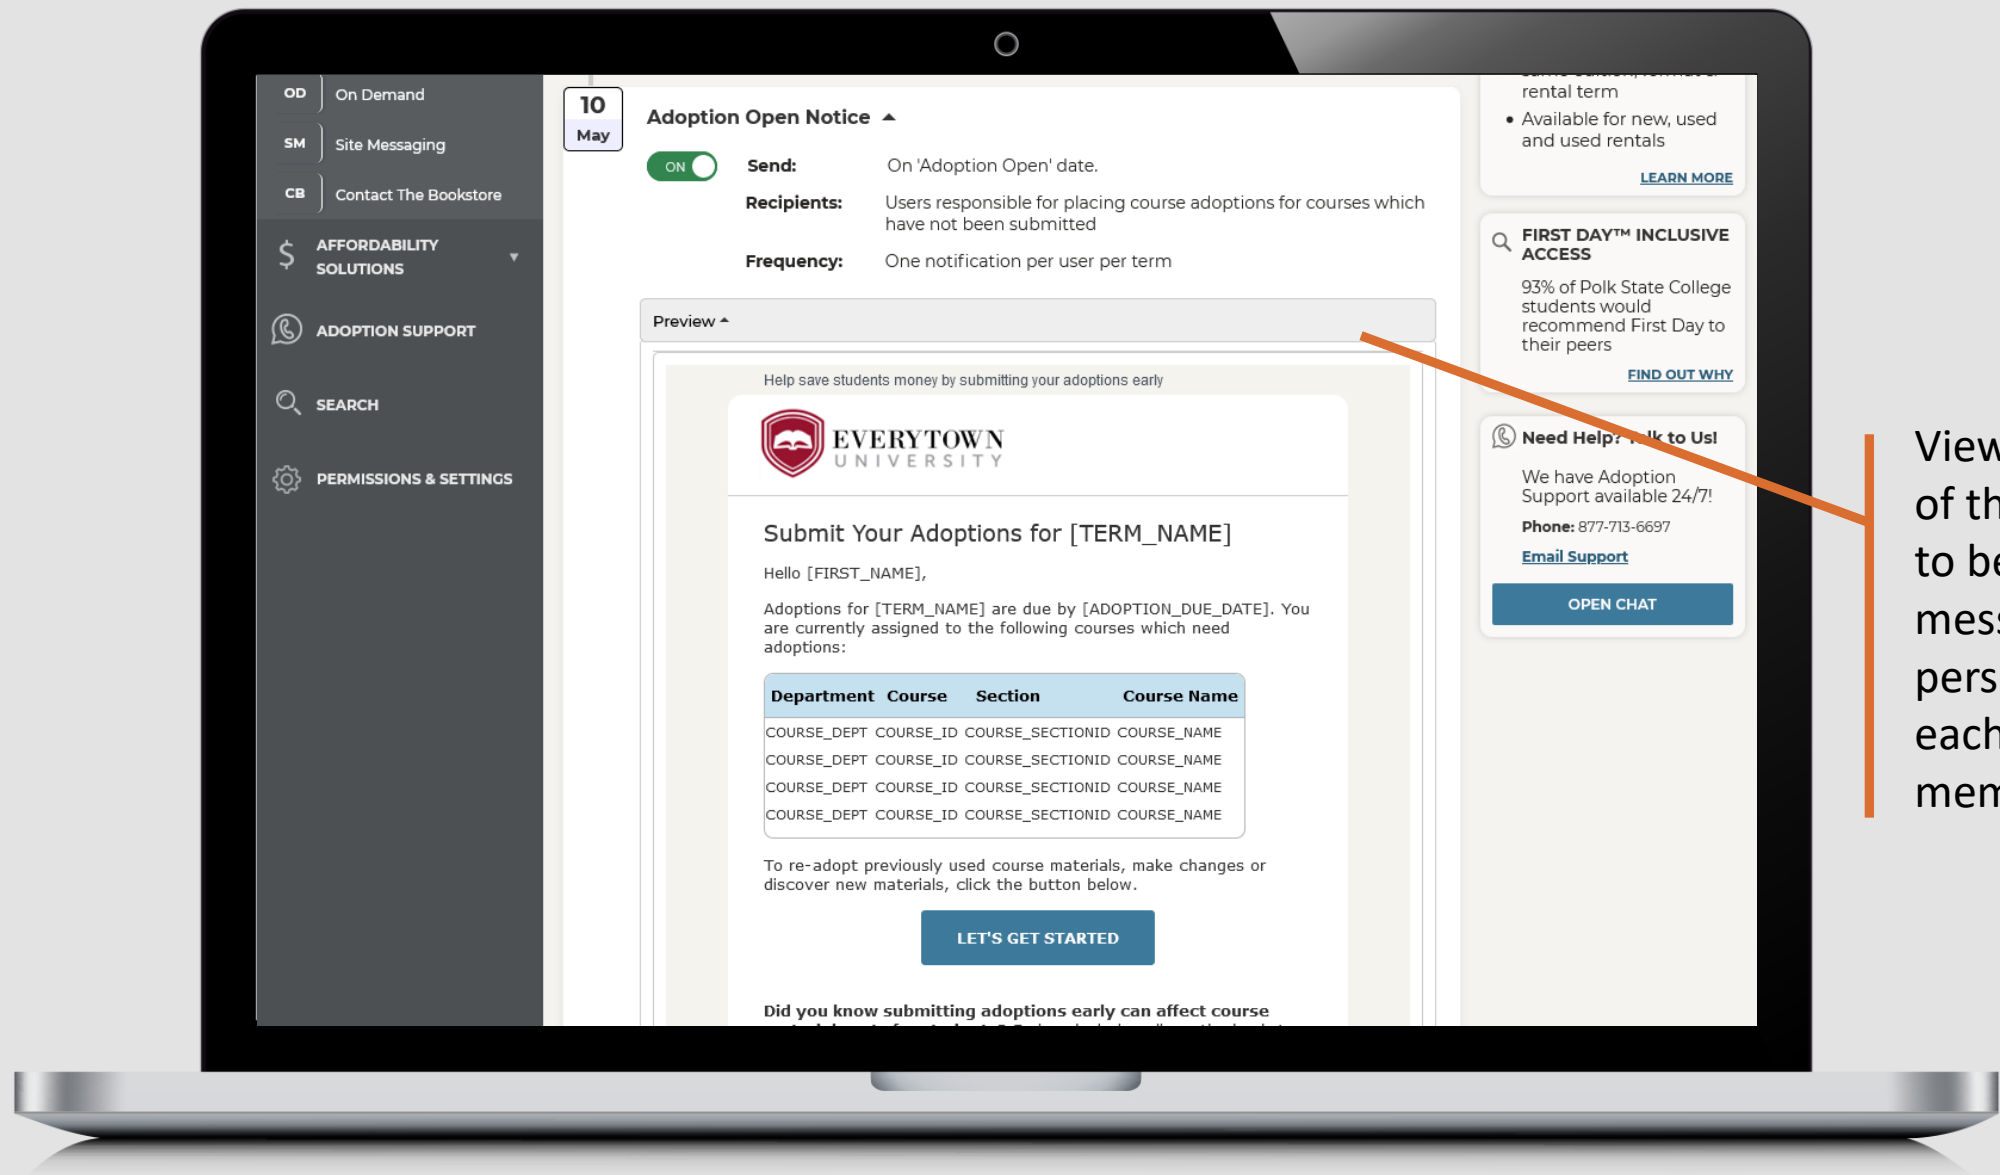 OD On Demand
SM Site Messaging
CB Contact The Bookstore
$ AFFORDABILITY
SOLUTIONS
ADOPTION SUPPORT
SEARCH
PERMISSIONS & SETTINGS
10
May
Adoption Open Notice
ON
Send: On 'Adoption Open' date.
Recipients: Users responsible for placing course adoptions for courses which
have not been submitted
Frequency: One notification per user per term
Preview
Help save students money by submitting your adoptions early
EVERYTOWN
UNIVERSITY
Submit Your Adoptions for [TERM_NAME]
Hello [FIRST_NAME],
Adoptions for [TERM_NAME] are due by [ADOPTION_DUE_DATE]. You
are currently assigned to the following courses which need
adoptions:
Department Course Section Course Name
COURSE_DEPT COURSE_ID COURSE_SECTIONID COURSE_NAME
COURSE_DEPT COURSE_ID COURSE_SECTIONID COURSE_NAME
COURSE_DEPT COURSE_ID COURSE_SECTIONID COURSE_NAME
COURSE_DEPT COURSE_ID COURSE_SECTIONID COURSE_NAME
To re-adopt previously used course materials, make changes or
discover new materials, click the button below.
LET'S GET STARTED
Did you know submitting adoptions early can affect course
rental term
• Available for new, used
and used rentals
LEARN MORE
FIRST DAY™ INCLUSIVE
ACCESS
93% of Polk State College
students would
recommend First Day to
their peers
FIND OUT WHY
Need Help? Talk to Us!
We have Adoption
Support available 24/7!
Phone: 877-713-6697
Email Support
OPEN CHAT
View
of th
to be
mess
pers
each
mem